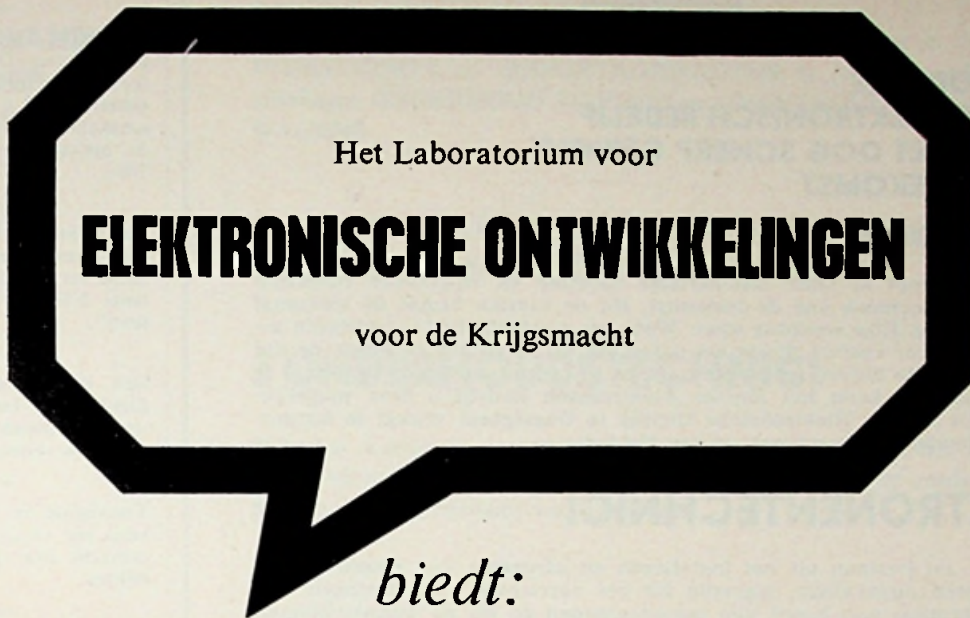 Het Laboratorium voor
ELEKTRONISCHE ONTWIKKELINGEN
voor de Krijgsmacht
biedt: